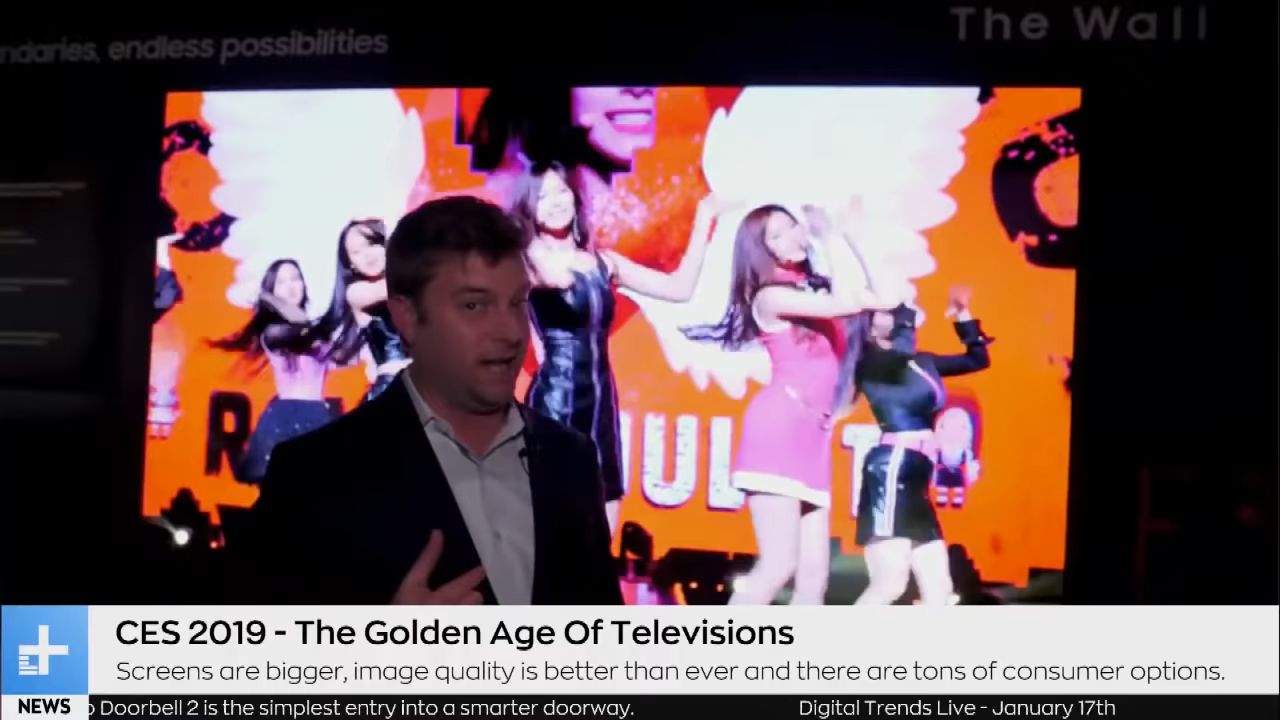 ndaries, endless possibilities
The Wall
CES 2019 - The Golden Age Of Televisions
Screens are bigger, image quality is better than ever and there are tons of consumer options.
NEWS
Doorbell 2 is the simplest entry into a smarter doorway.
Digital Trends Live - January 17th